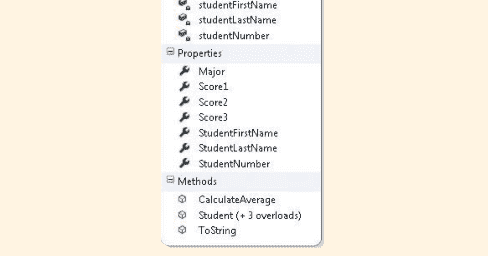 studentFirstName
studentLastName
studentNumber
Properties
Major
Score1
Score2
Score3
StudentFirstName
StudentLastName
StudentNumber
Methods
CalculateAverage
Student (+ 3 overloads)
ToString